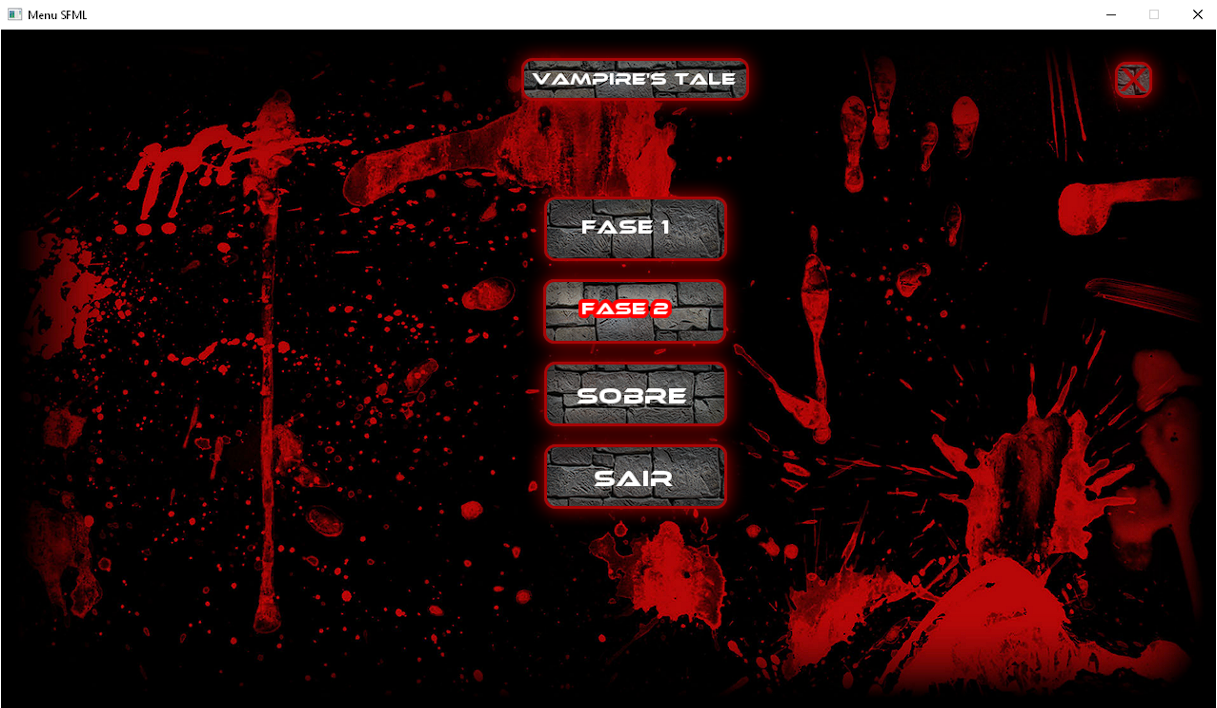 Menu SFML
VAMPIRE'S TALE
X
FASE 1
FASE 2
SOBRE
SAIR